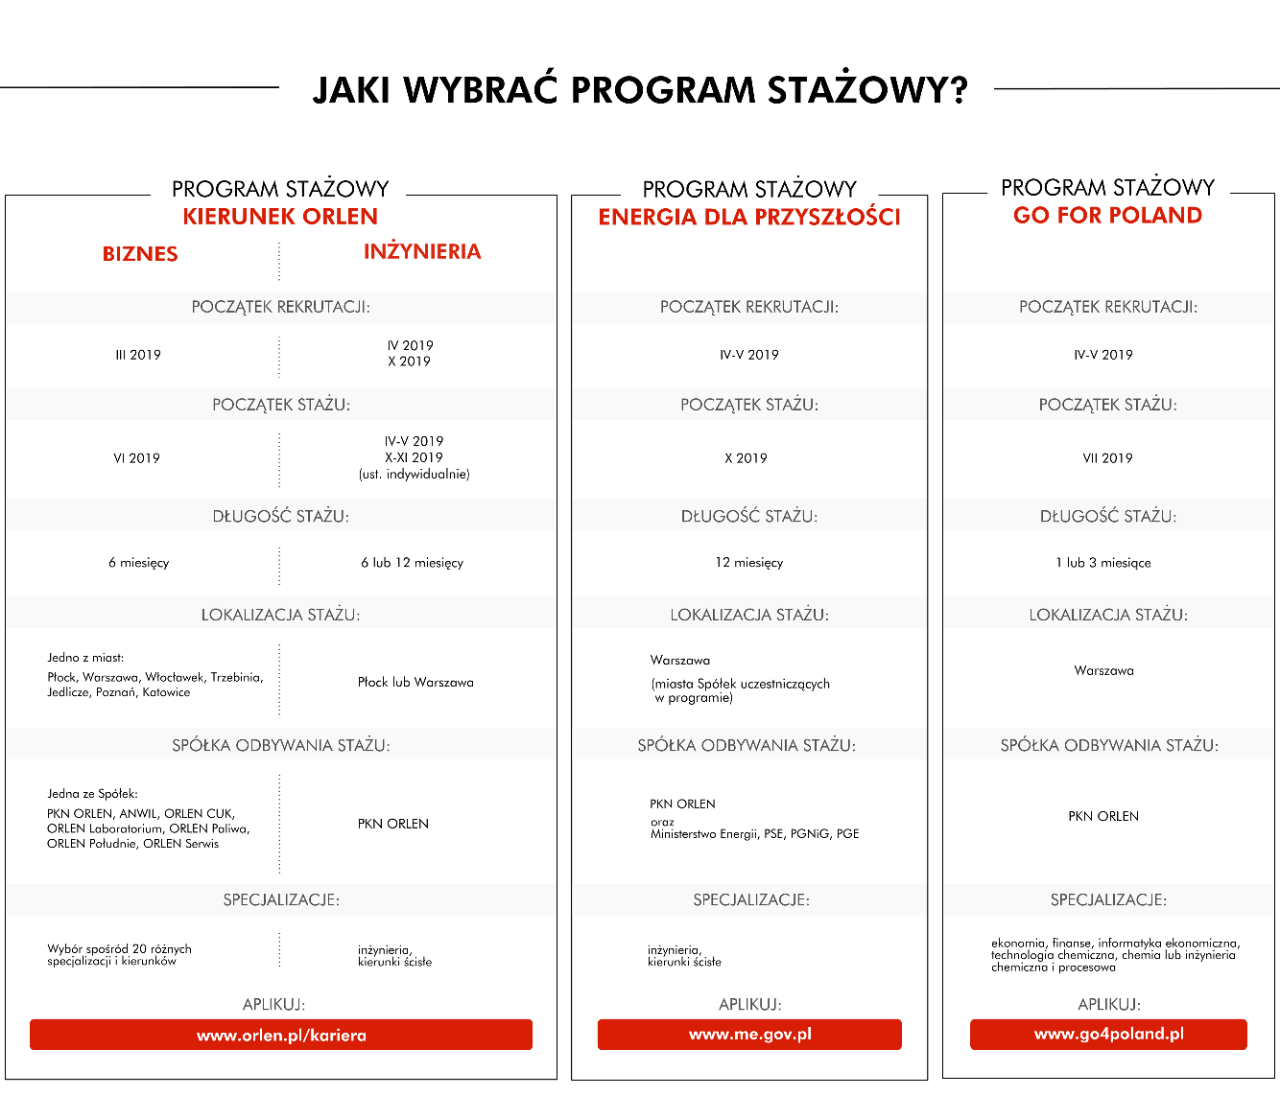 JAKI WYBRAĆ PROGRAM STAŻOWY?
PROGRAM STAŻOWY
KIERUNEK ORLEN
BIZNES
INŻYNIERIA
POCZĄTEK REKRUTACJI:
III 2019
IV 2019
X 2019
POCZĄTEK STAŻU:
VI 2019
IV-V 2019
X-XI 2019
(ust. indywidualnie)
DŁUGOŚĆ STAŻU:
6 miesięcy
6 lub 12 miesięcy
LOKALIZACJA STAŻU:
Jedno z miast:
Płock, Warszawa, Włocławek, Trzebinia,
Jedlicze, Poznań, Katowice
Płock lub Warszawa
SPÓŁKA ODBYWANIA STAŻU:
Jedna ze Spółek:
PKN ORLEN, ANWIL, ORLEN CUK,
ORLEN Laboratorium, ORLEN Paliwa,
ORLEN Południe, ORLEN Serwis
PKN ORLEN
SPECJALIZACJE:
Wybór spośród 20 różnych
specjalizacji i kierunków
inżynieria,
kierunki ścisłe
APLIKUJ:
www.orlen.pl/kariera
PROGRAM STAŻOWY
ENERGIA DLA PRZYSZŁOŚCI
POCZĄTEK REKRUTACJI:
IV-V 2019
POCZĄTEK STAŻU:
X 2019
DŁUGOŚĆ STAŻU:
12 miesięcy
LOKALIZACJA STAŻU:
Warszawa
(miasta Spółek uczestniczących
w programie)
SPÓŁKA ODBYWANIA STAŻU:
PKN ORLEN
oraz
Ministerstwo Energii, PSE, PGNiG, PGE
SPECJALIZACJE:
inżynieria,
kierunki ścisłe
APLIKUJ:
www.me.gov.pl
PROGRAM STAŻOWY
GO FOR POLAND
POCZĄTEK REKRUTACJI:
IV-V 2019
POCZĄTEK STAŻU:
VII 2019
DŁUGOŚĆ STAŻU:
1 lub 3 miesiące
LOKALIZACJA STAŻU:
Warszawa
SPÓŁKA ODBYWANIA STAŻU:
PKN ORLEN
SPECJALIZACJE:
ekonomia, finanse, informatyka ekonomiczna,
technologia chemiczna, chemia lub inżynieria
chemiczna i procesowa
APLIKUJ:
www.go4poland.pl